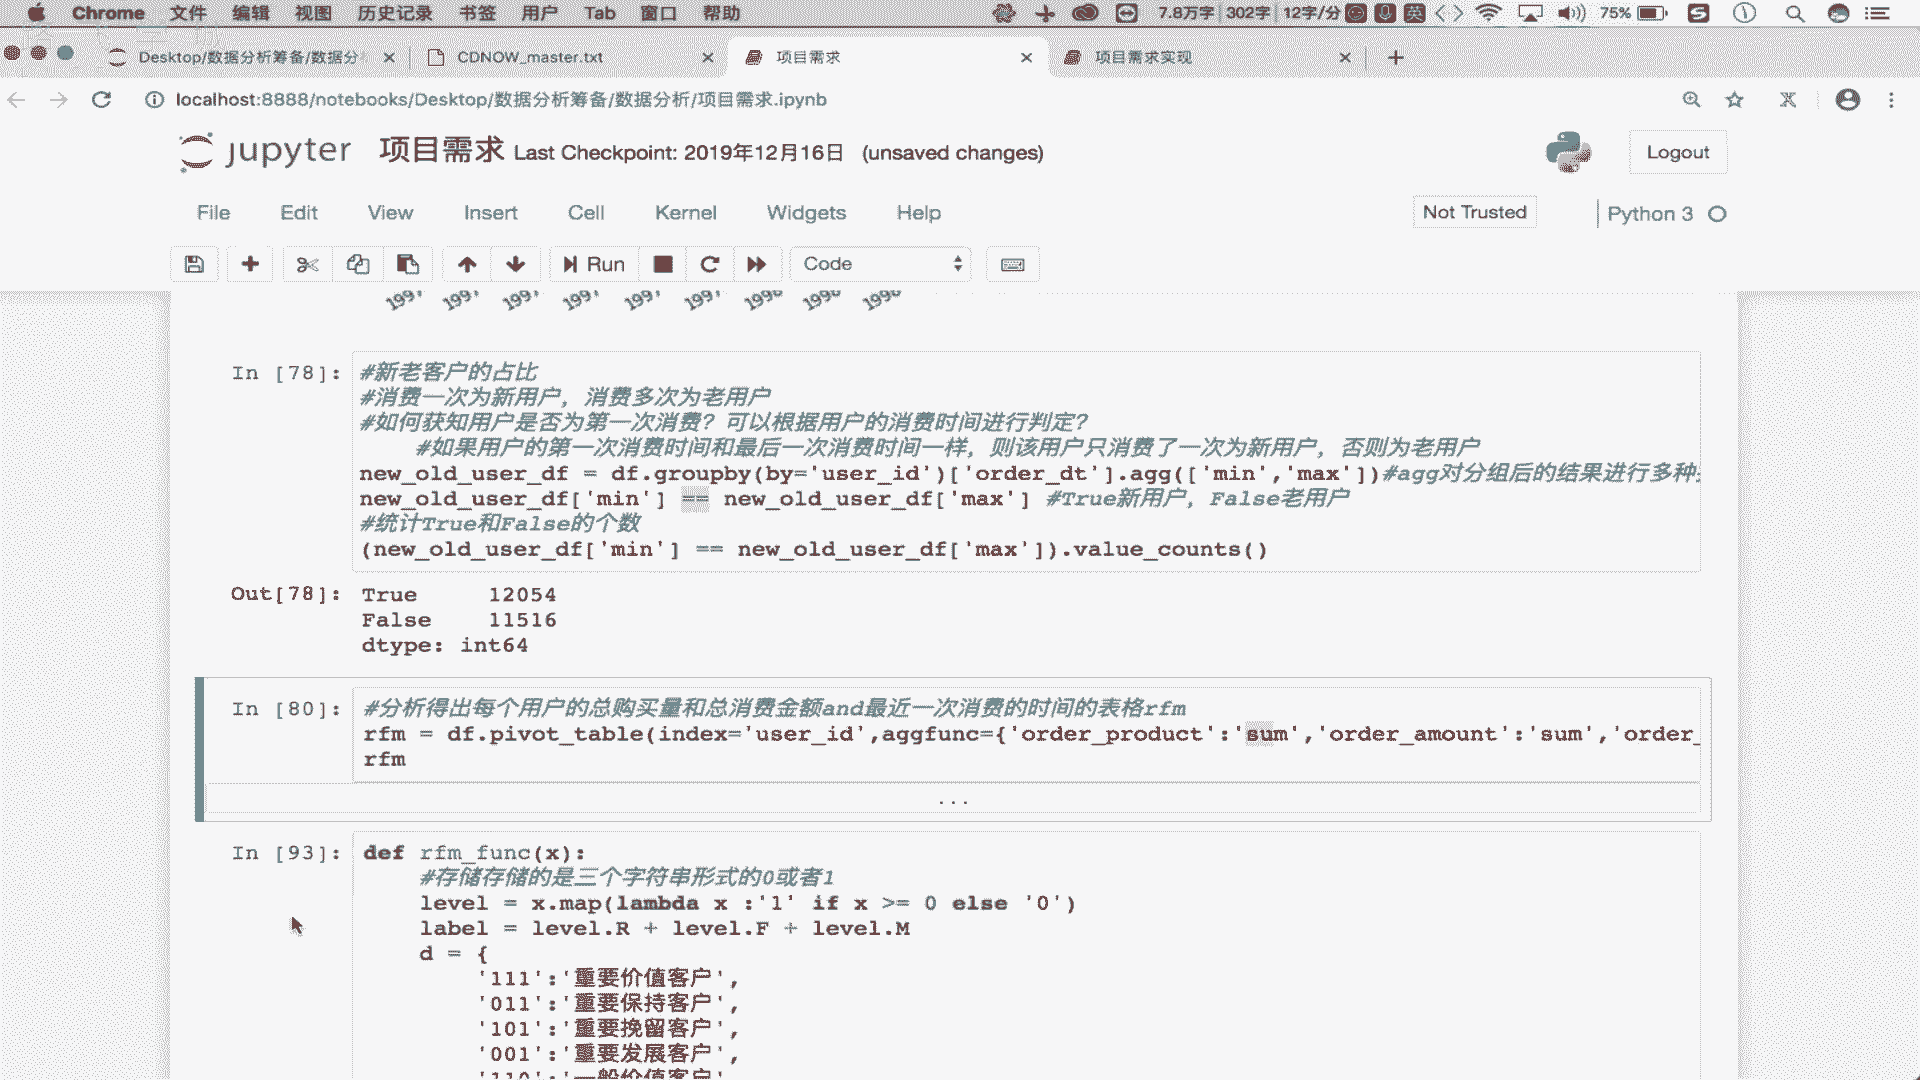 Chrome 文件 编辑 视图 历史记录 书签 用户 Tab 窗口 帮助 7.8万字 302字 12字/分 英 75%
Desktop/数据分析筹备/数据分 CDNOW_master.txt 项目需求 项目需求实现
localhost:8888/notebooks/Desktop/数据分析筹备/数据分析/项目需求.ipynb
jupyter 项目需求 Last Checkpoint: 2019年12月16日 (unsaved changes) Logout
File Edit View Insert Cell Kernel Widgets Help Not Trusted Python 3
Run Code
In [78]: #新老客户的占比
#消费一次为新用户，消费多次为老用户
#如何获知用户是否为第一次消费？可以根据用户的消费时间进行判定？
#如果用户的第一次消费时间和最后一次消费时间一样，则该用户只消费了一次为新用户，否则为老用户
new_old_user_df = df.groupby(by='user_id')['order_dt'].agg(['min','max'])#agg对分组后的结果进行多种
new_old_user_df['min'] == new_old_user_df['max'] #True新用户，False老用户
#统计True和False的个数
(new_old_user_df['min'] == new_old_user_df['max']).value_counts()
Out[78]: True 12054
False 11516
dtype: int64
In [80]: #分析得出每个用户的总购买量和总消费金额and最近一次消费的时间的表格rfm
rfm = df.pivot_table(index='user_id',aggfunc={'order_product':'sum','order_amount':'sum','order_
rfm
...
In [93]: def rfm_func(x):
#存储存储的是三个字符串形式的0或者1
level = x.map(lambda x :'1' if x >= 0 else '0')
label = level.R + level.F + level.M
d = {
'111':'重要价值客户',
'011':'重要保持客户',
'101':'重要挽留客户',
'001':'重要发展客户',
'110':'一般价值客户',